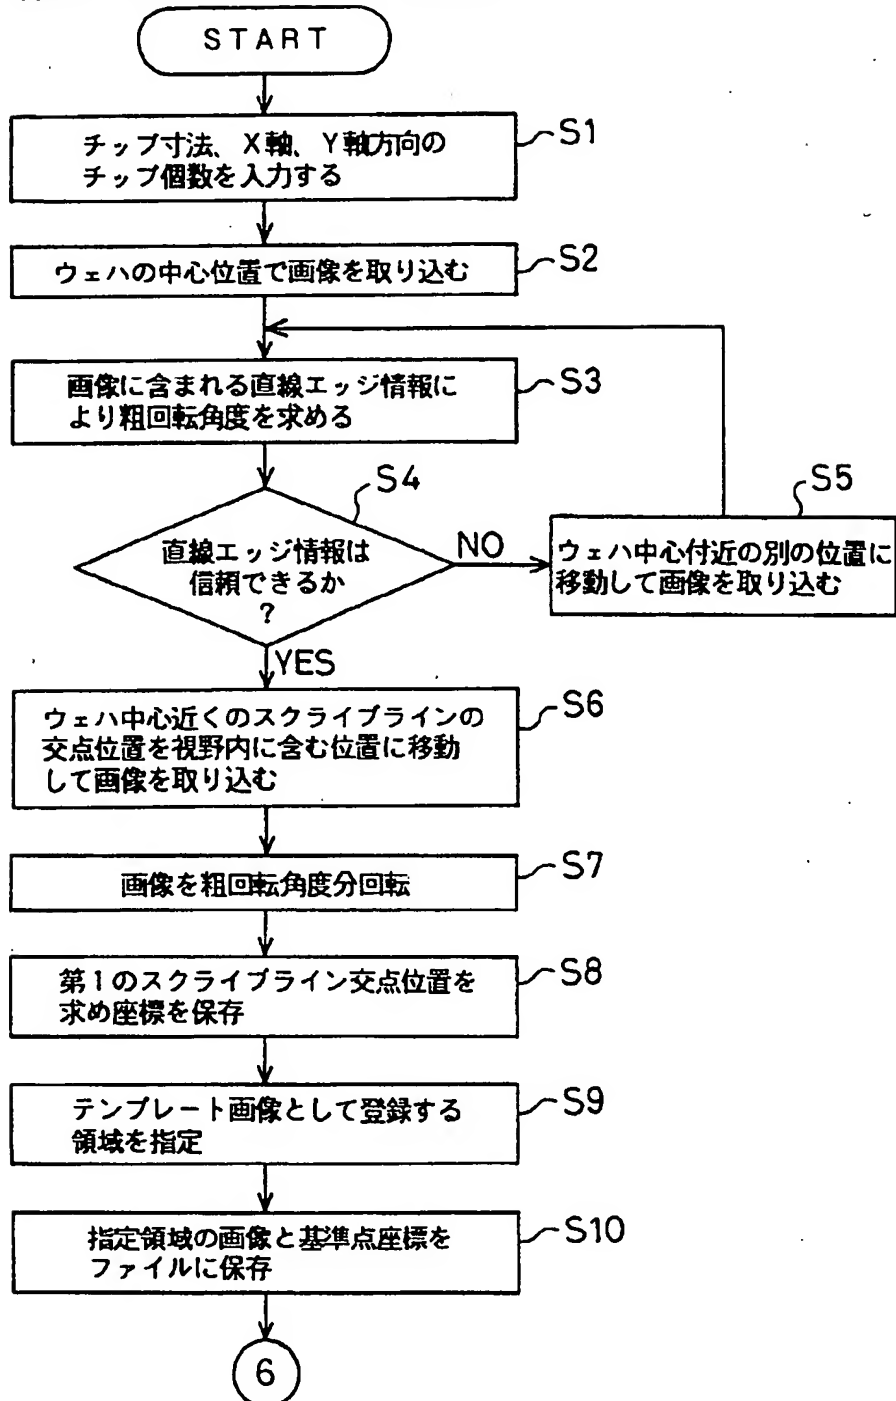 START
チップ寸法、X軸、Y軸方向の
チップ個数を入力する
S1
ウェハの中心位置で画像を取り込む
S2
画像に含まれる直線エッジ情報に
より粗回転角度を求める
S3
S4
直線エッジ情報は
信頼できるか
?
NO
S5
ウェハ中心付近の別の位置に
移動して画像を取り込む
YES
ウェハ中心近くのスクライブラインの
交点位置を視野内に含む位置に移動
して画像を取り込む
S6
画像を粗回転角度分回転
S7
第1のスクライブライン交点位置を
求め座標を保存
S8
テンプレート画像として登録する
領域を指定
S9
指定領域の画像と基準点座標を
ファイルに保存
S10
6